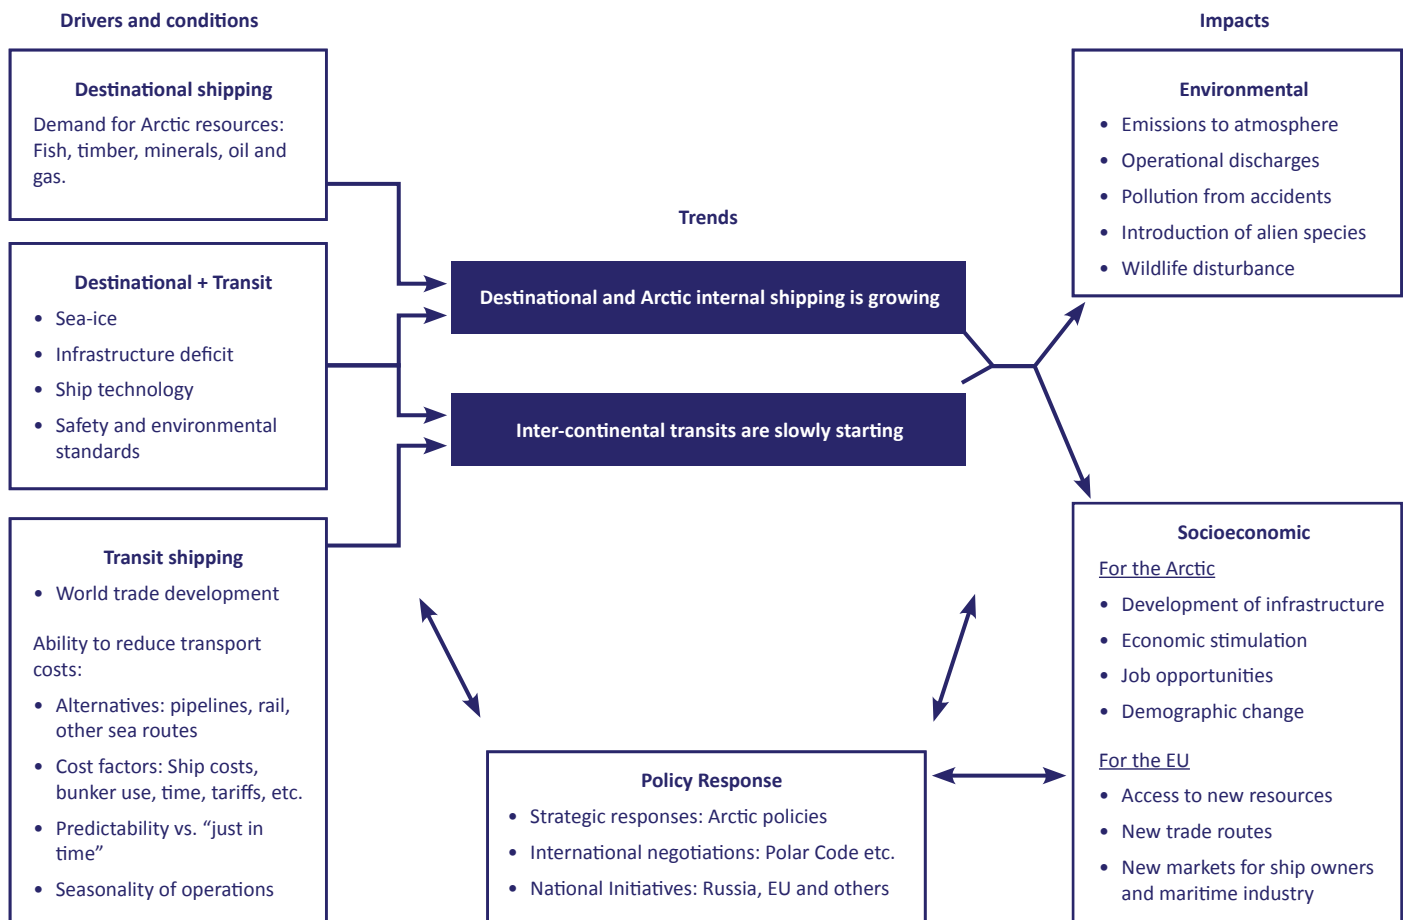 Drivers and conditions
Destinational shipping
Demand for Arctic resources:
Fish, timber, minerals, oil and
gas.
Destinational + Transit
• Sea-ice
• Infrastructure deficit
• Ship technology
• Safety and environmental
standards
Transit shipping
• World trade development
Ability to reduce transport
costs:
• Alternatives: pipelines, rail,
other sea routes
• Cost factors: Ship costs,
bunker use, time, tariffs, etc.
• Predictability vs. “just in
time”
• Seasonality of operations
Trends
Destinational and Arctic internal shipping is growing
Inter-continental transits are slowly starting
Policy Response
• Strategic responses: Arctic policies
• International negotiations: Polar Code etc.
• National Initiatives: Russia, EU and others
Impacts
Environmental
• Emissions to atmosphere
• Operational discharges
• Pollution from accidents
• Introduction of alien species
• Wildlife disturbance
Socioeconomic
For the Arctic
• Development of infrastructure
• Economic stimulation
• Job opportunities
• Demographic change
For the EU
• Access to new resources
• New trade routes
• New markets for ship owners
and maritime industry